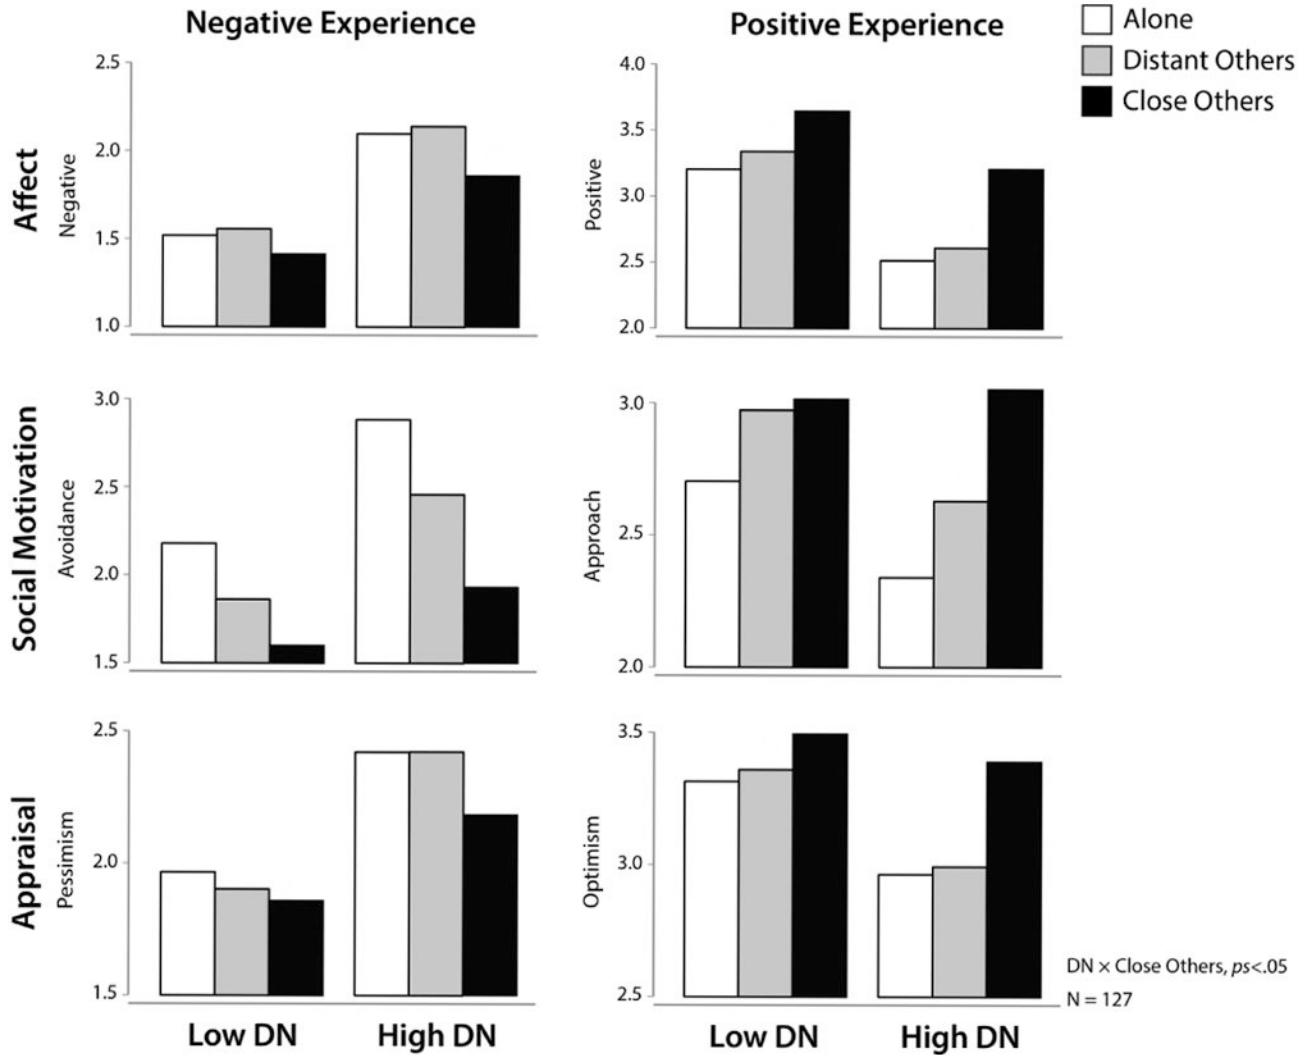 Negative Experience
Positive Experience
Alone
Distant Others
Close Others
Affect
Negative
2.5
2.0
1.5
1.0
Positive
4.0
3.5
3.0
2.5
2.0
Social Motivation
Avoidance
3.0
2.5
2.0
1.5
Approach
3.0
2.5
2.0
Appraisal
Pessimism
2.5
2.0
1.5
Optimism
3.5
3.0
2.5
Low DN
High DN
Low DN
High DN
DN × Close Others, ps<.05
N = 127